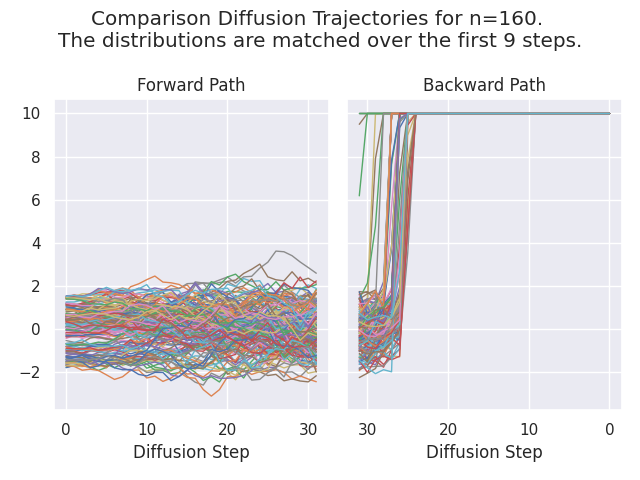 Comparison Diffusion Trajectories for n=160.
The distributions are matched over the first 9 steps.
Forward Path
Backward Path
10
8
6
4
2
0
−2
0 10 20 30
30 20 10 0
Diffusion Step
Diffusion Step